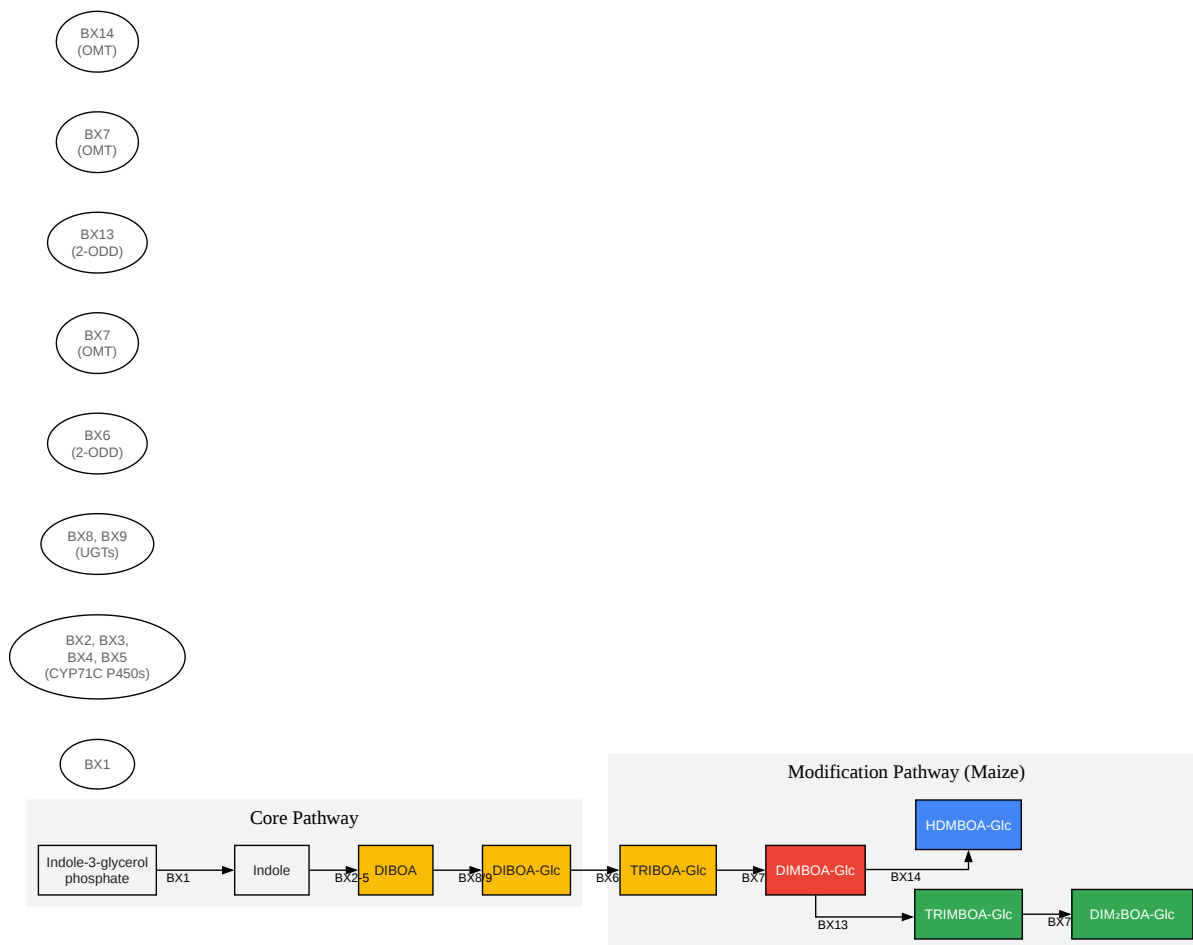 BX14
(OMT)
BX7
(OMT)
BX13
(2-ODD)
BX7
(OMT)
BX6
(2-ODD)
BX8, BX9
(UGTs)
BX2, BX3,
BX4, BX5
(CYP71C P450s)
BX1
Core Pathway
Indole-3-glycerol
phosphate
BX1
Indole
BX2-5
DIBOA
BX8/9
DIBOA-Glc
BX6
Modification Pathway (Maize)
TRIBOA-Glc
BX7
DIMBOA-Glc
BX14
HDMBOA-Glc
BX13
TRIMBOA-Glc
BX7
DIM₂BOA-Glc